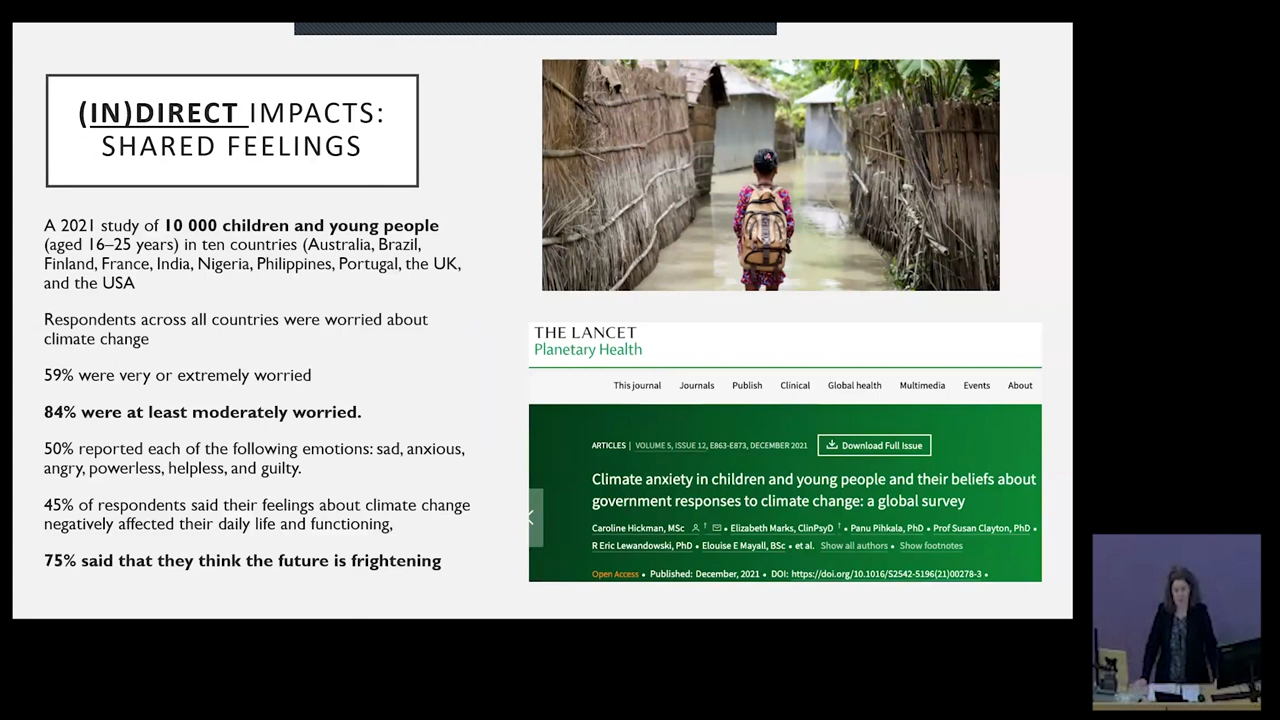 (IN)DIRECT IMPACTS:
SHARED FEELINGS
A 2021 study of 10 000 children and young people
(aged 16–25 years) in ten countries (Australia, Brazil,
Finland, France, India, Nigeria, Philippines, Portugal, the UK,
and the USA
Respondents across all countries were worried about
climate change
59% were very or extremely worried
84% were at least moderately worried.
50% reported each of the following emotions: sad, anxious,
angry, powerless, helpless, and guilty.
45% of respondents said their feelings about climate change
negatively affected their daily life and functioning,
75% said that they think the future is frightening
THE LANCET
Planetary Health
This journal Journals Publish Clinical Global health Multimedia Events About
ARTICLES | VOLUME 5, ISSUE 12, E863-E873, DECEMBER 2021 Download Full Issue
Climate anxiety in children and young people and their beliefs about
government responses to climate change: a global survey
Caroline Hickman, MSc † • Elizabeth Marks, ClinPsyD † • Panu Pihkala, PhD • Prof Susan Clayton, PhD •
R Eric Lewandowski, PhD • Elouise E Mayall, BSc • et al. Show all authors • Show footnotes
Open Access • Published: December, 2021 • DOI: https://doi.org/10.1016/S2542-5196(21)00278-3 •